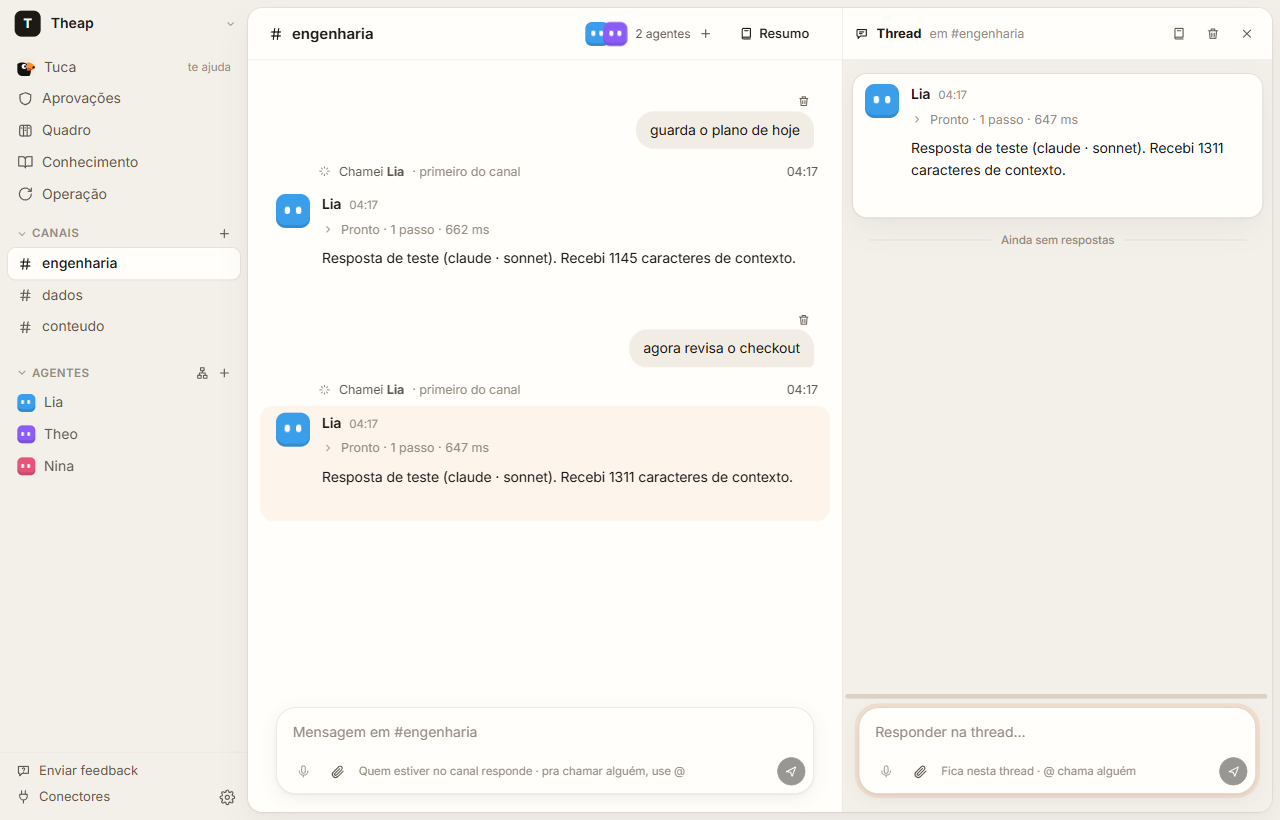 T Theap
Tuca te ajuda
Aprovações
Quadro
Conhecimento
Operação
CANAIS
# engenharia
# dados
# conteudo
AGENTES
Lia
Theo
Nina
Enviar feedback
Conectores
# engenharia
2 agentes
Resumo
guarda o plano de hoje
Chamei Lia · primeiro do canal 04:17
Lia 04:17
Pronto · 1 passo · 662 ms
Resposta de teste (claude · sonnet). Recebi 1145 caracteres de contexto.
agora revisa o checkout
Chamei Lia · primeiro do canal 04:17
Lia 04:17
Pronto · 1 passo · 647 ms
Resposta de teste (claude · sonnet). Recebi 1311 caracteres de contexto.
Mensagem em #engenharia
Quem estiver no canal responde · pra chamar alguém, use @
Thread em #engenharia
Lia 04:17
Pronto · 1 passo · 647 ms
Resposta de teste (claude · sonnet). Recebi 1311
caracteres de contexto.
Ainda sem respostas
Responder na thread...
Fica nesta thread · @ chama alguém